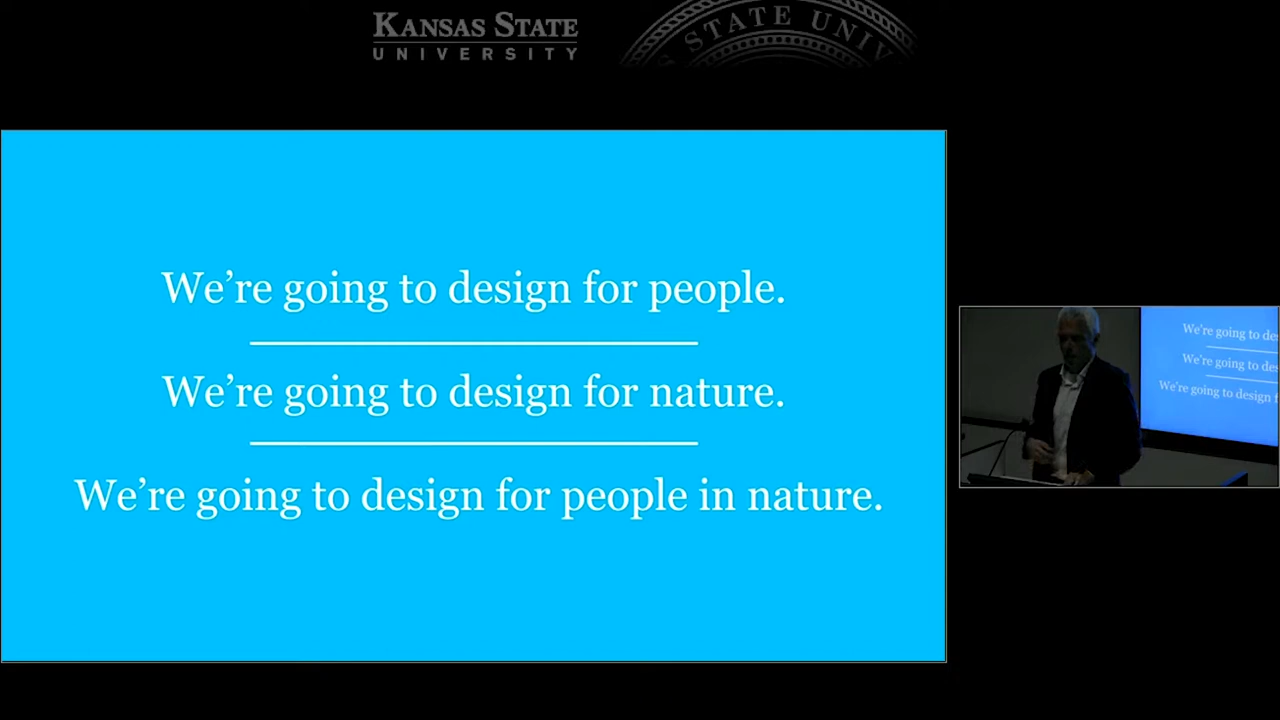 KANSAS STATE
UNIVERSITY
STATE UNIV
We’re going to design for people.
We’re going to design for nature.
We’re going to design for people in nature.
We're going to de
We're going to des
We're going to design f